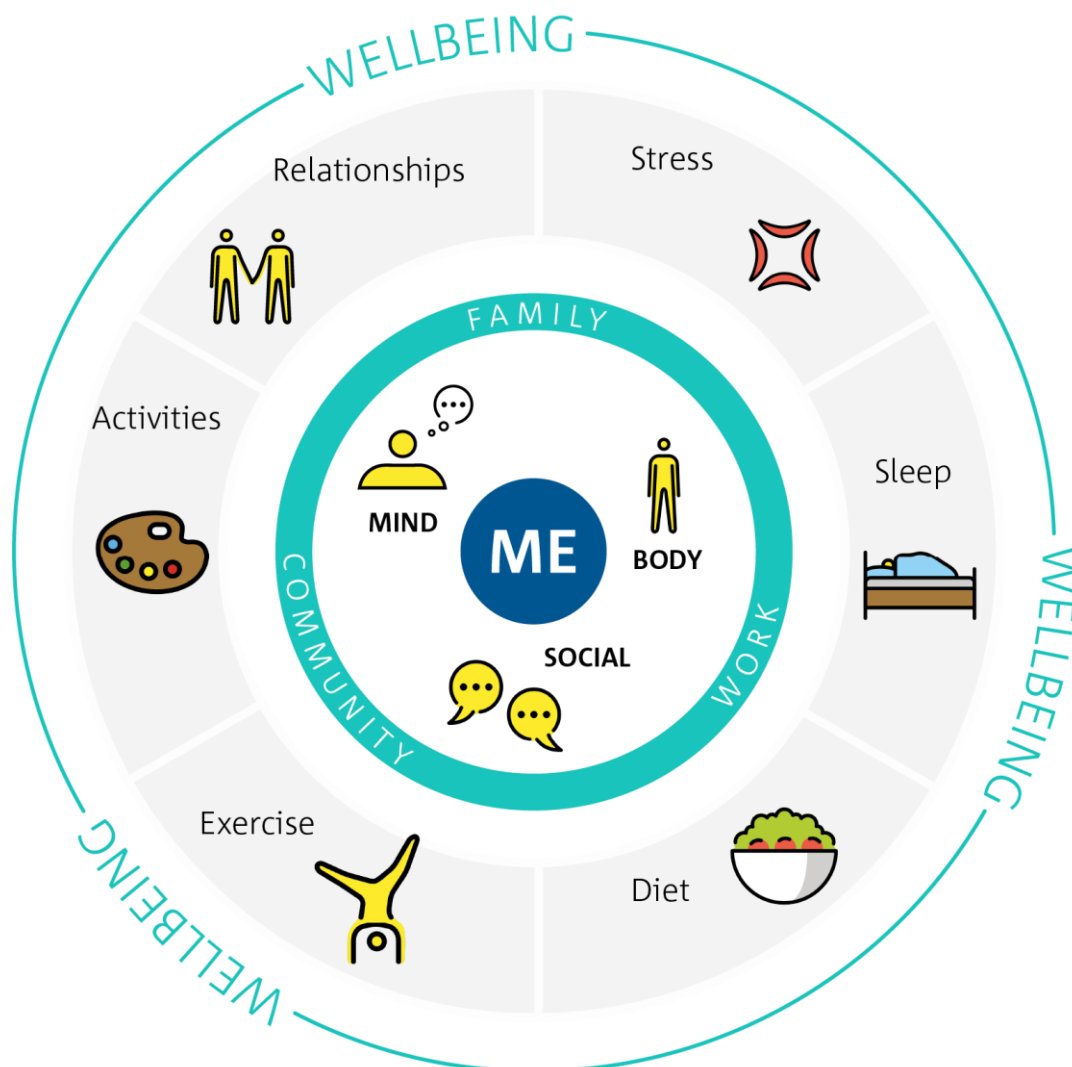 WELLBEING
Relationships
Stress
FAMILY
Activities
Sleep
MIND
ME
BODY
COMMUNITY
WORK
WELLBEING
SOCIAL
Exercise
Diet
WELLBEING